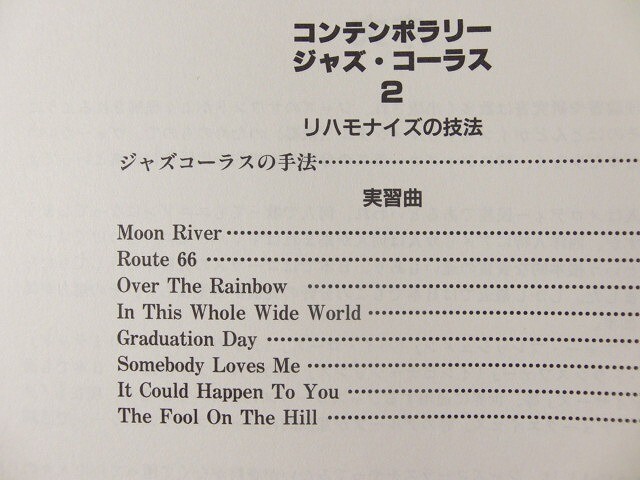 コンテンポラリー
ジャズ・コーラス
2
リハモナイズの技法
ジャズコーラスの手法……………………
実習曲
Moon River……………………
Route 66……………………
Over The Rainbow……………………
In This Whole Wide World……………………
Graduation Day……………………
Somebody Loves Me……………………
It Could Happen To You……………………
The Fool On The Hill……………………